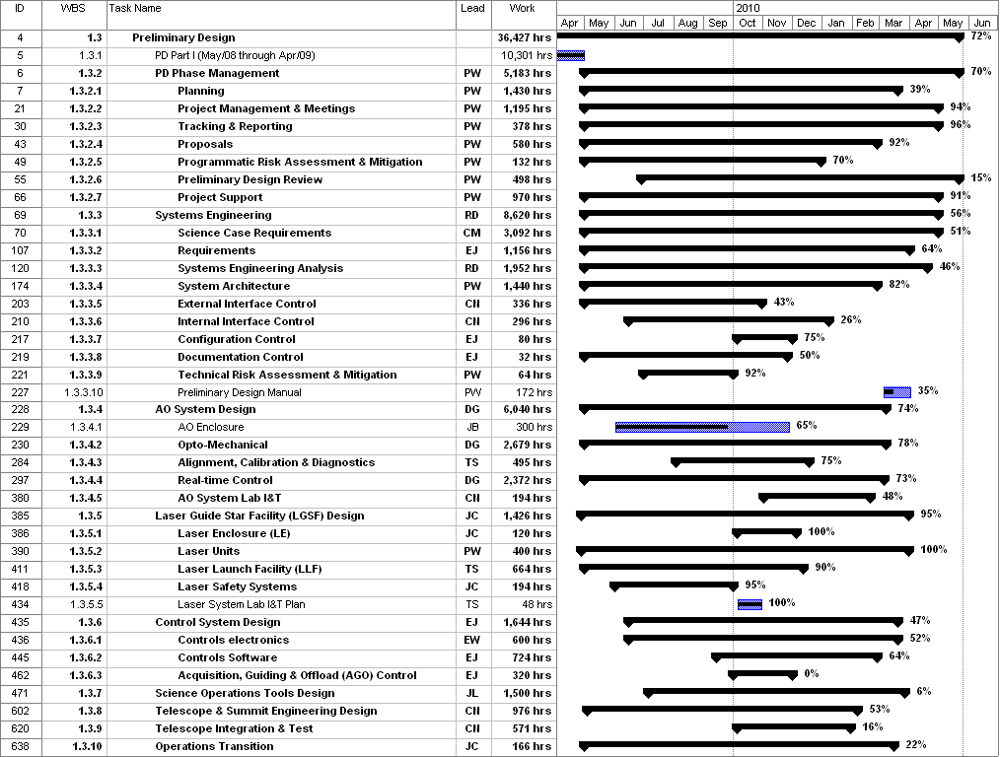 ID WBS Task Name Lead Work 2010
Apr May Jun Jul Aug Sep Oct Nov Dec Jan Feb Mar Apr May Jun
4 1.3 Preliminary Design 36,427 hrs 72%
5 1.3.1 PD Part I (May/08 through Apr/09) 10,301 hrs
6 1.3.2 PD Phase Management PW 5,183 hrs 70%
7 1.3.2.1 Planning PW 1,430 hrs 39%
21 1.3.2.2 Project Management & Meetings PW 1,195 hrs 94%
30 1.3.2.3 Tracking & Reporting PW 378 hrs 96%
43 1.3.2.4 Proposals PW 580 hrs 92%
49 1.3.2.5 Programmatic Risk Assessment & Mitigation PW 132 hrs 70%
55 1.3.2.6 Preliminary Design Review PW 498 hrs 15%
66 1.3.2.7 Project Support PW 970 hrs 91%
69 1.3.3 Systems Engineering RD 8,620 hrs 56%
70 1.3.3.1 Science Case Requirements CM 3,092 hrs 51%
107 1.3.3.2 Requirements EJ 1,156 hrs 64%
120 1.3.3.3 Systems Engineering Analysis RD 1,952 hrs 46%
174 1.3.3.4 System Architecture PW 1,440 hrs 82%
203 1.3.3.5 External Interface Control CN 336 hrs 43%
210 1.3.3.6 Internal Interface Control CN 296 hrs 26%
217 1.3.3.7 Configuration Control EJ 80 hrs 75%
219 1.3.3.8 Documentation Control EJ 32 hrs 50%
221 1.3.3.9 Technical Risk Assessment & Mitigation PW 64 hrs 92%
227 1.3.3.10 Preliminary Design Manual PW 172 hrs 35%
228 1.3.4 AO System Design DG 6,040 hrs 74%
229 1.3.4.1 AO Enclosure JB 300 hrs 65%
230 1.3.4.2 Opto-Mechanical DG 2,679 hrs 78%
284 1.3.4.3 Alignment, Calibration & Diagnostics TS 495 hrs 75%
297 1.3.4.4 Real-time Control DG 2,372 hrs 73%
380 1.3.4.5 AO System Lab I&T CN 194 hrs 48%
385 1.3.5 Laser Guide Star Facility (LGSF) Design JC 1,426 hrs 95%
386 1.3.5.1 Laser Enclosure (LE) JC 120 hrs 100%
390 1.3.5.2 Laser Units PW 400 hrs 100%
411 1.3.5.3 Laser Launch Facility (LLF) TS 664 hrs 90%
418 1.3.5.4 Laser Safety Systems JC 194 hrs 95%
434 1.3.5.5 Laser System Lab I&T Plan TS 48 hrs 100%
435 1.3.6 Control System Design EJ 1,644 hrs 47%
436 1.3.6.1 Controls electronics EW 600 hrs 52%
445 1.3.6.2 Controls Software EJ 724 hrs 64%
462 1.3.6.3 Acquisition, Guiding & Offload (AGO) Control EJ 320 hrs 0%
471 1.3.7 Science Operations Tools Design JL 1,500 hrs 6%
602 1.3.8 Telescope & Summit Engineering Design CN 976 hrs 53%
620 1.3.9 Telescope Integration & Test CN 571 hrs 16%
638 1.3.10 Operations Transition JC 166 hrs 22%